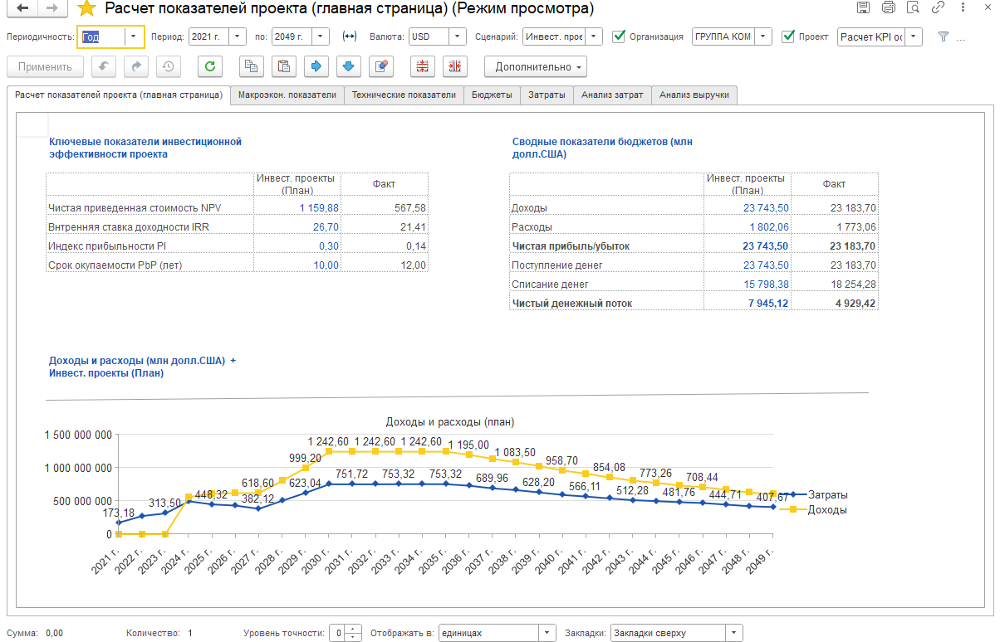 Расчет показателей проекта (главная страница) (Режим просмотра)
Периодичность: Год Период: 2021 г. по: 2049 г. Валюта: USD Сценарий: Инвест. прое Организация ГРУППА КОМ Проект Расчет KPI ос ...
Применить Дополнительно
Расчет показателей проекта (главная страница) Макроэкон. показатели Технические показатели Бюджеты Затраты Анализ затрат Анализ выручки
Ключевые показатели инвестиционной
эффективности проекта
Инвест. проекты
(План) Факт
Чистая приведенная стоимость NPV 1 159,88 567,58
Внтренняя ставка доходности IRR 26,70 21,41
Индекс прибыльности PI 0,30 0,14
Срок окупаемости PbP (лет) 10,00 12,00
Сводные показатели бюджетов (млн
долл.США)
Инвест. проекты
(План) Факт
Доходы 23 743,50 23 183,70
Расходы 1 802,06 1 773,06
Чистая прибыль/убыток 23 743,50 23 183,70
Поступление денег 23 743,50 23 183,70
Списание денег 15 798,38 18 254,28
Чистый денежный поток 7 945,12 4 929,42
Доходы и расходы (млн долл.США) +
Инвест. проекты (План)
Доходы и расходы (план)
1 500 000 000
1 000 000 000
500 000 000
0
1 242,60 1 242,60 1 242,60 1 195,00
999,20 1 083,50 958,70 854,08 773,26 708,44
618,60 623,04 751,72 753,32 753,32 689,96 628,20 566,11 512,28 481,76 444,71 407,67
173,18 313,50 448,32 382,12
Затраты
Доходы
2021 г. 2022 г. 2023 г. 2024 г. 2025 г. 2026 г. 2027 г. 2028 г. 2029 г. 2030 г. 2031 г. 2032 г. 2033 г. 2034 г. 2035 г. 2036 г. 2037 г. 2038 г. 2039 г. 2040 г. 2041 г. 2042 г. 2043 г. 2044 г. 2045 г. 2046 г. 2047 г. 2048 г. 2049 г.
Сумма: 0,00 Количество: 1 Уровень точности: 0 Отображать в: единицах Закладки: Закладки сверху